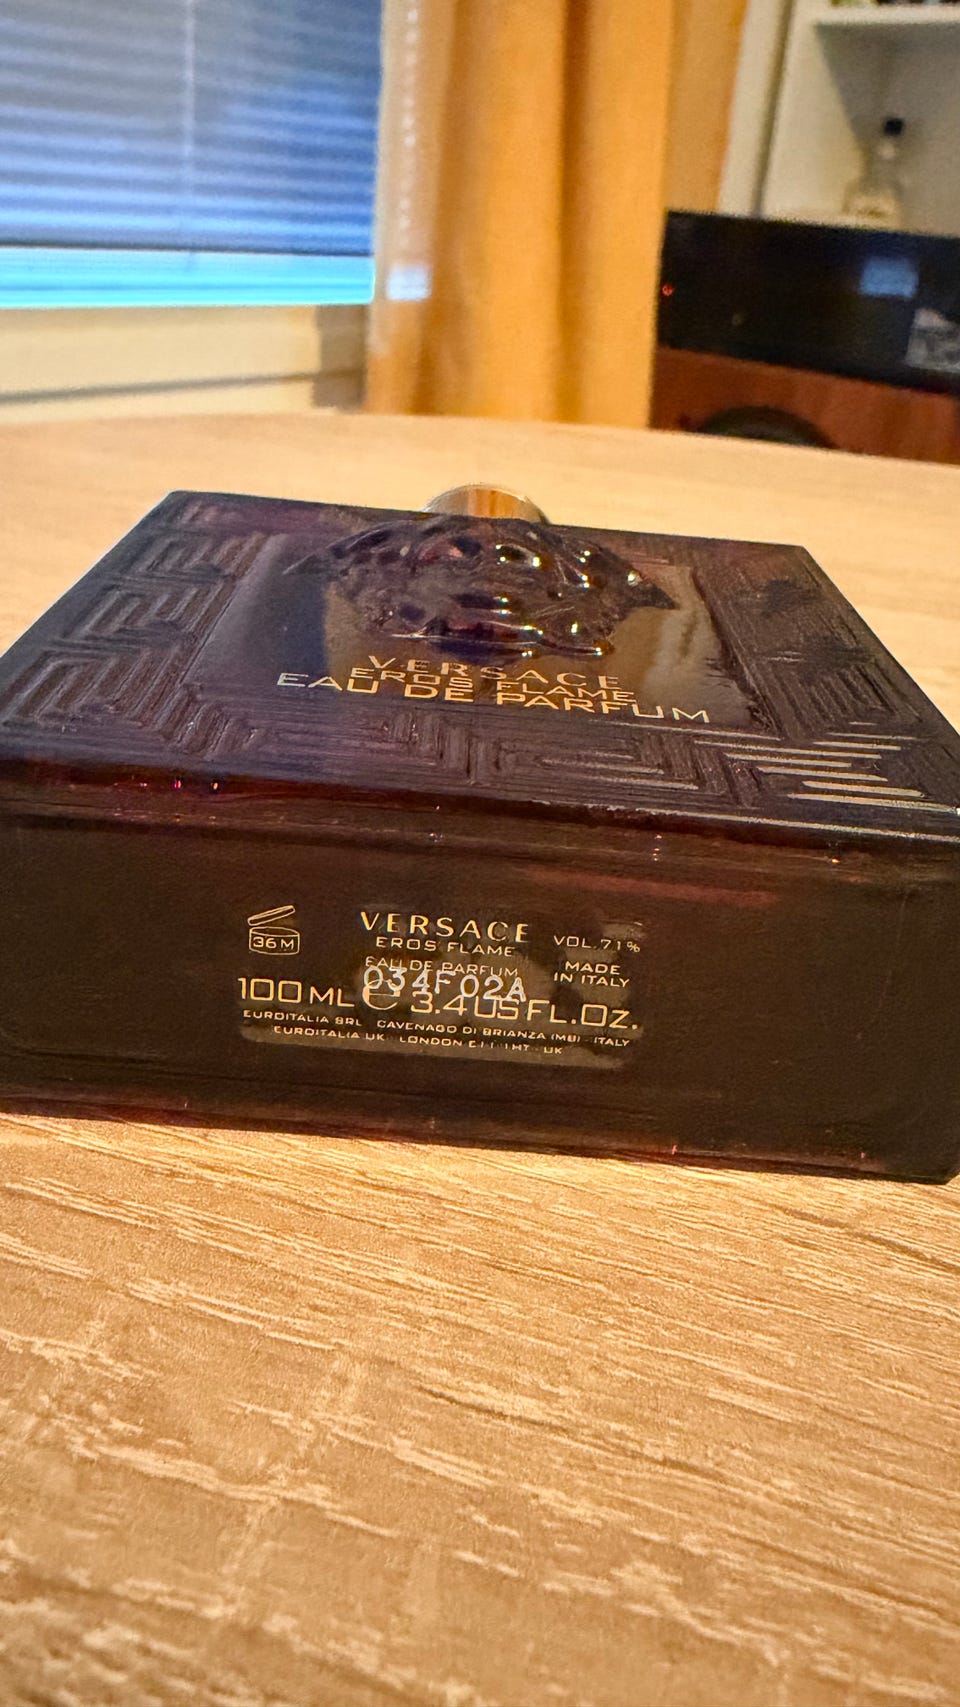 VERSACE
EROS FLAME
EAU DE PARFUM
36M
VERSACE
EROS FLAME
EAU DE PARFUM
034F02A
VOL.71%
MADE
IN ITALY
100 ML ℮ 3.4 US FL.OZ.
EUROITALIA SRL CAVENAGO DI BRIANZA (MB) ITALY
EUROITALIA UK LONDON UK